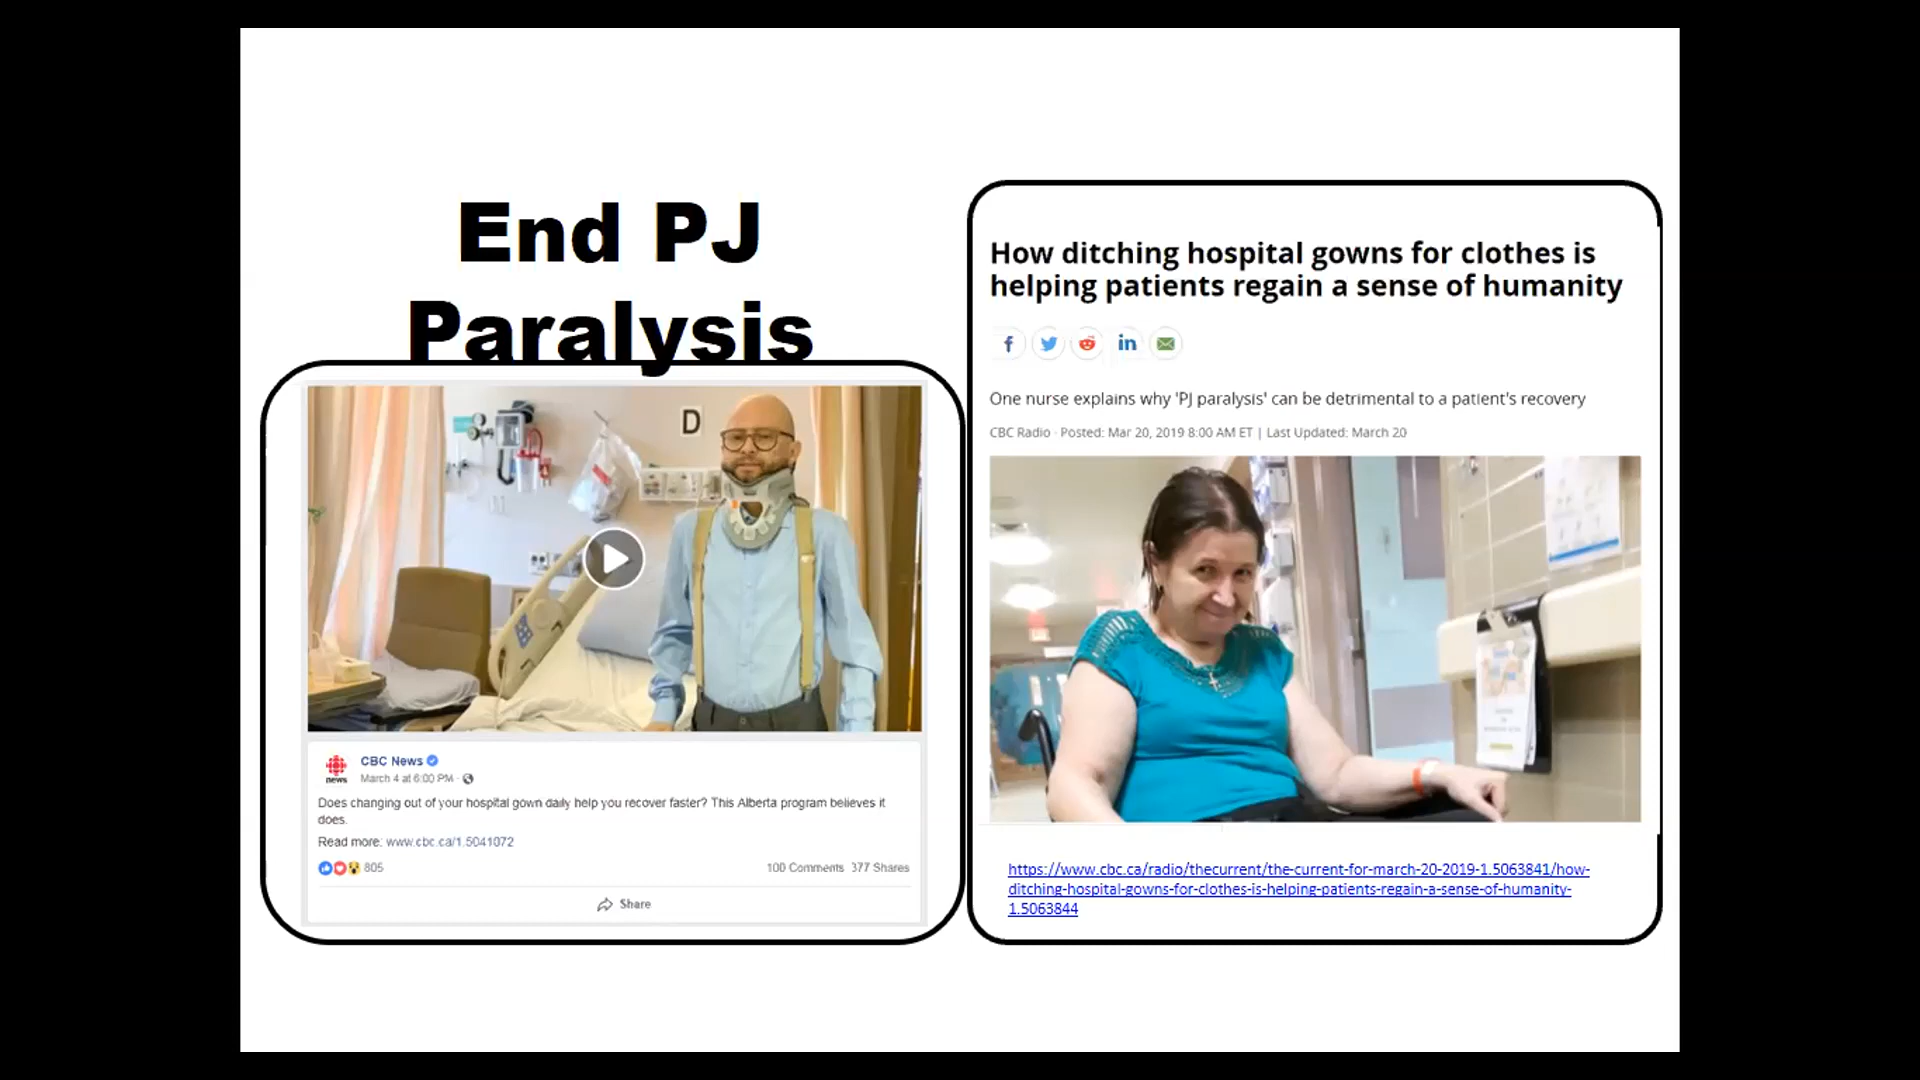 End PJ
Paralysis
D
CBC News
March 4 at 6:00 PM ·
news
Does changing out of your hospital gown daily help you recover faster? This Alberta program believes it
does.
Read more: www.cbc.ca/1.5041072
805
100 Comments 377 Shares
Share
How ditching hospital gowns for clothes is
helping patients regain a sense of humanity
One nurse explains why 'PJ paralysis' can be detrimental to a patient's recovery
CBC Radio · Posted: Mar 20, 2019 8:00 AM ET | Last Updated: March 20
https://www.cbc.ca/radio/thecurrent/the-current-for-march-20-2019-1.5063841/how-
ditching-hospital-gowns-for-clothes-is-helping-patients-regain-a-sense-of-humanity-
1.5063844